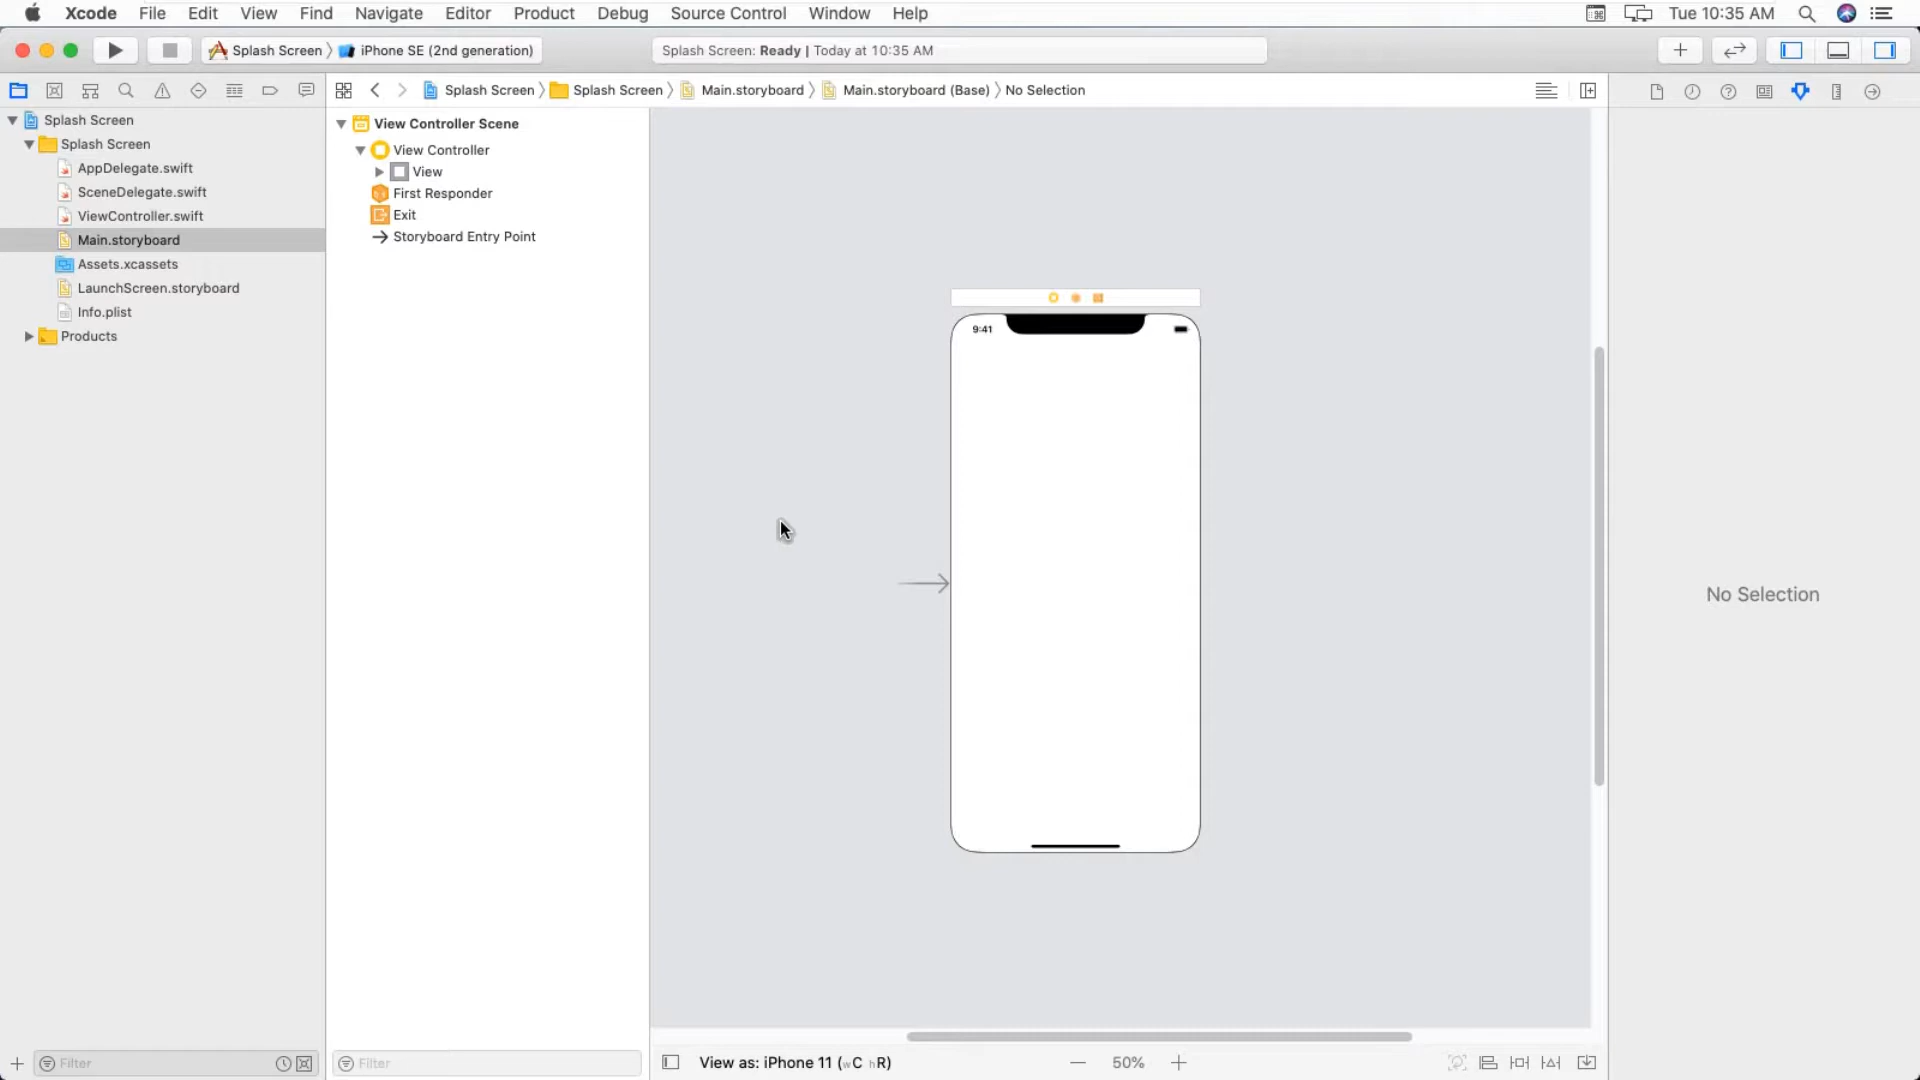 Xcode File Edit View Find Navigate Editor Product Debug Source Control Window Help Tue 10:35 AM
Splash Screen iPhone SE (2nd generation) Splash Screen: Ready | Today at 10:35 AM
Splash Screen Splash Screen Main.storyboard Main.storyboard (Base) No Selection
Splash Screen
Splash Screen
AppDelegate.swift
SceneDelegate.swift
ViewController.swift
Main.storyboard
Assets.xcassets
LaunchScreen.storyboard
Info.plist
Products
View Controller Scene
View Controller
View
First Responder
Exit
Storyboard Entry Point
9:41
No Selection
Filter
Filter
View as: iPhone 11 (wC hR)
50%